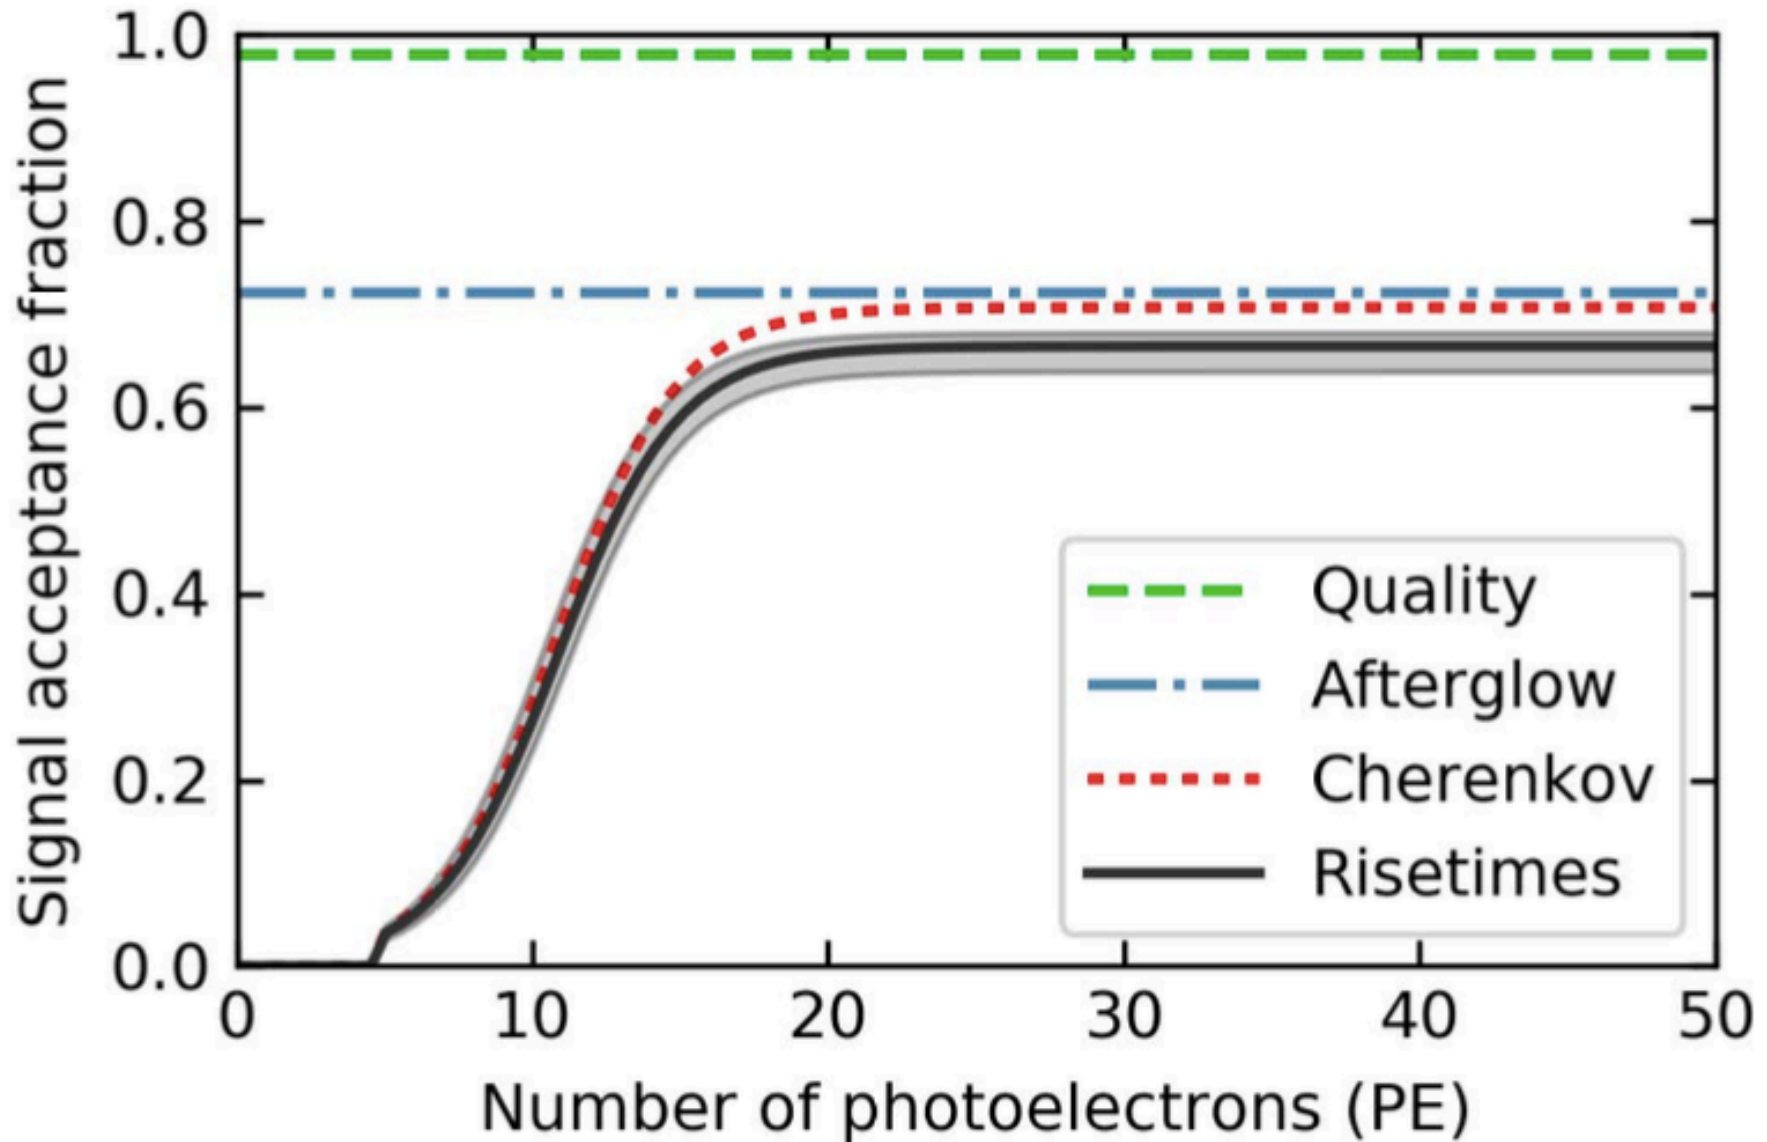 Signal acceptance fraction
1.0
0.8
0.6
0.4
0.2
0.0
Quality
Afterglow
Cherenkov
Risetimes
0 10 20 30 40 50
Number of photoelectrons (PE)